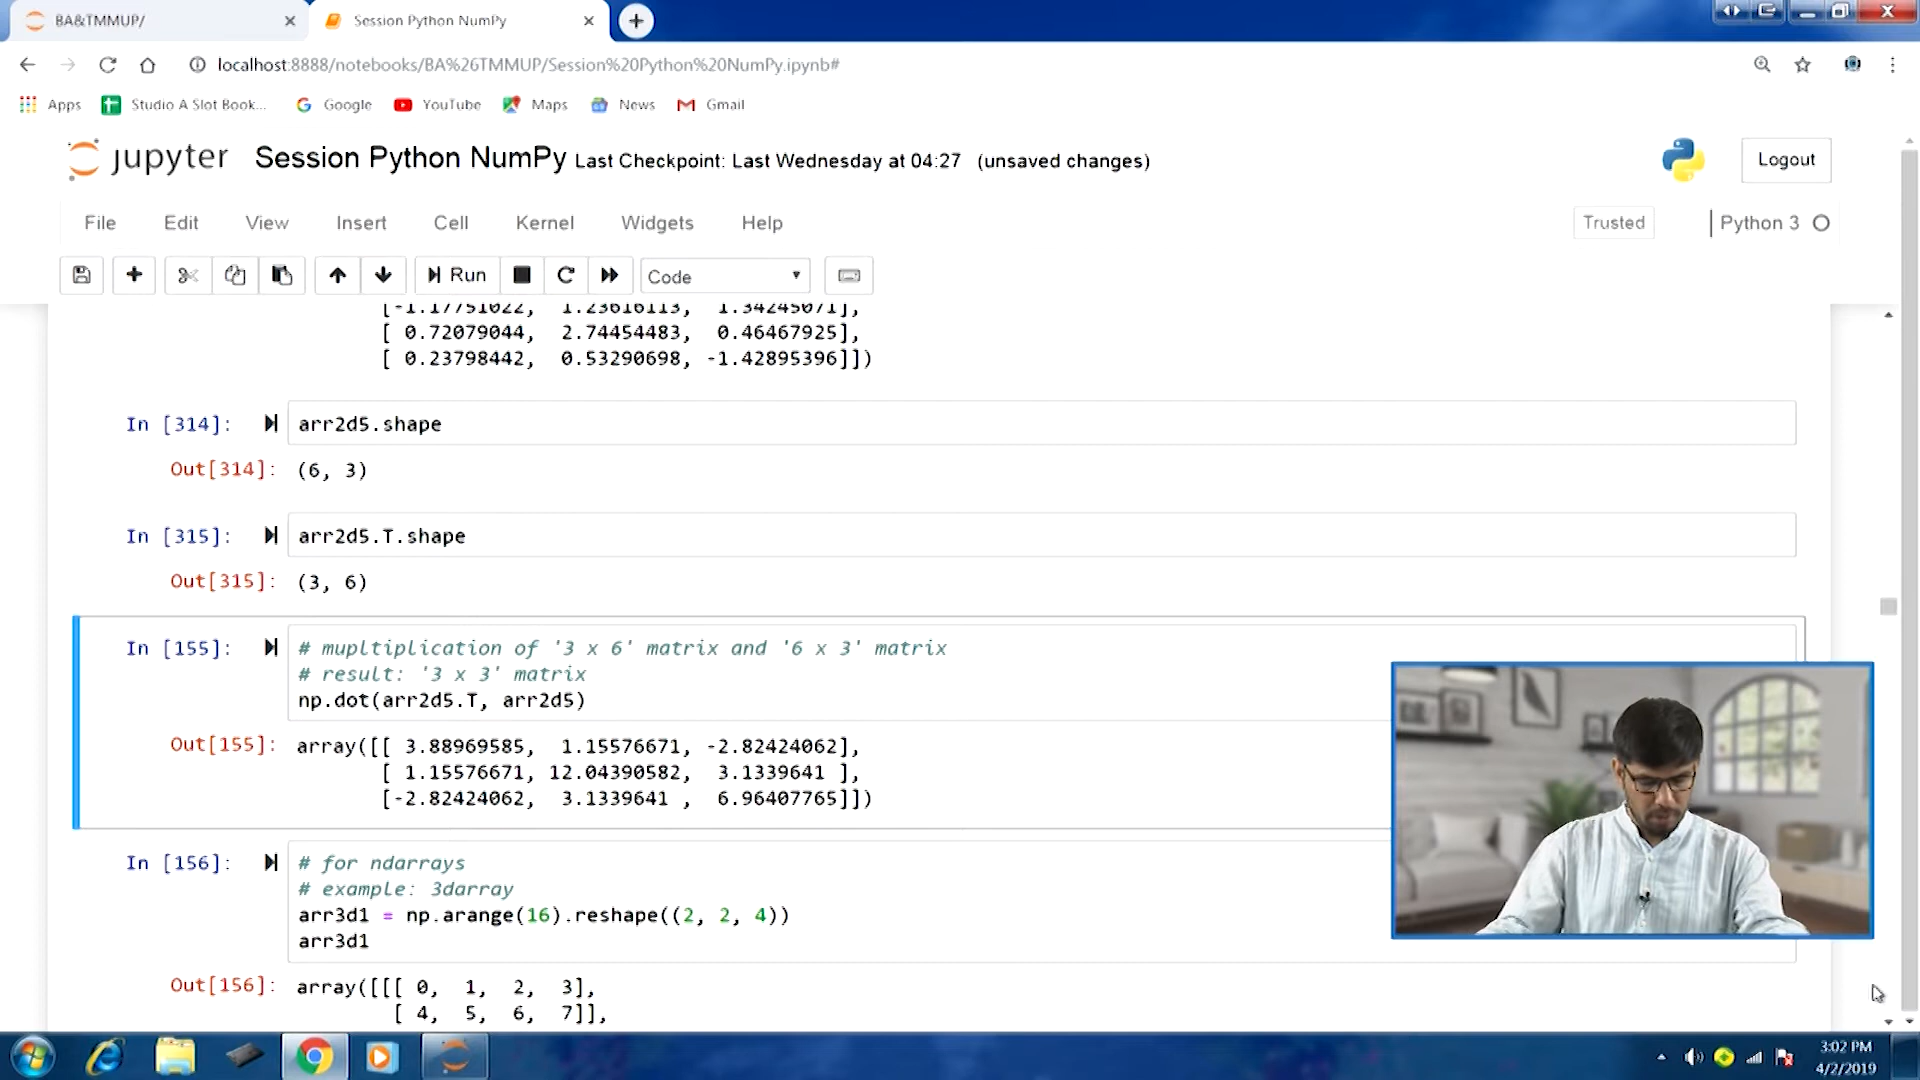 BA&TMMUP/
Session Python NumPy
localhost:8888/notebooks/BA%26TMMUP/Session%20Python%20NumPy.ipynb#
Apps Studio A Slot Book... Google YouTube Maps News Gmail
jupyter Session Python NumPy Last Checkpoint: Last Wednesday at 04:27 (unsaved changes) Logout
File Edit View Insert Cell Kernel Widgets Help Trusted Python 3
Run Code
[-1.17751022, 1.23616113, 1.34245071],
[ 0.72079044, 2.74454483, 0.46467925],
[ 0.23798442, 0.53290698, -1.42895396]])
In [314]: arr2d5.shape
Out[314]: (6, 3)
In [315]: arr2d5.T.shape
Out[315]: (3, 6)
In [155]: # mupltiplication of '3 x 6' matrix and '6 x 3' matrix
# result: '3 x 3' matrix
np.dot(arr2d5.T, arr2d5)
Out[155]: array([[ 3.88969585, 1.15576671, -2.82424062],
[ 1.15576671, 12.04390582, 3.1339641 ],
[-2.82424062, 3.1339641 , 6.96407765]])
In [156]: # for ndarrays
# example: 3darray
arr3d1 = np.arange(16).reshape((2, 2, 4))
arr3d1
Out[156]: array([[[ 0, 1, 2, 3],
[ 4, 5, 6, 7]],
3:02 PM
4/2/2019